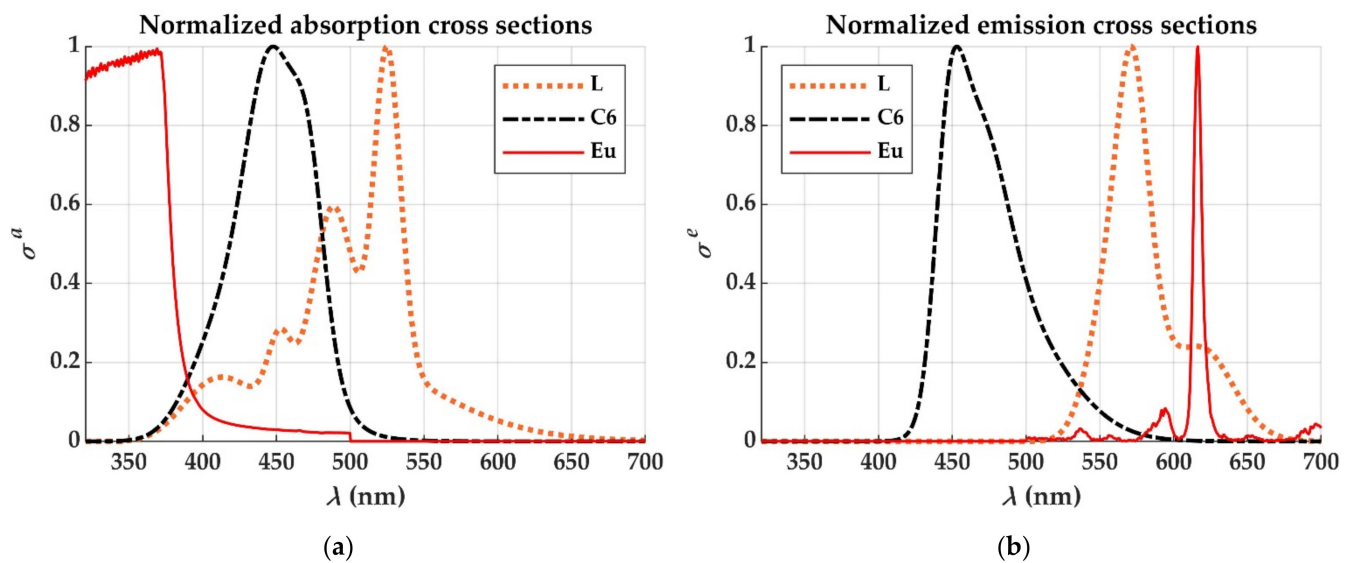 Normalized absorption cross sections
1
0.8
0.6
0.4
0.2
0
σ a
L
C6
Eu
350 400 450 500 550 600 650 700
λ (nm)
(a)
Normalized emission cross sections
1
0.8
0.6
0.4
0.2
0
σ e
L
C6
Eu
350 400 450 500 550 600 650 700
λ (nm)
(b)